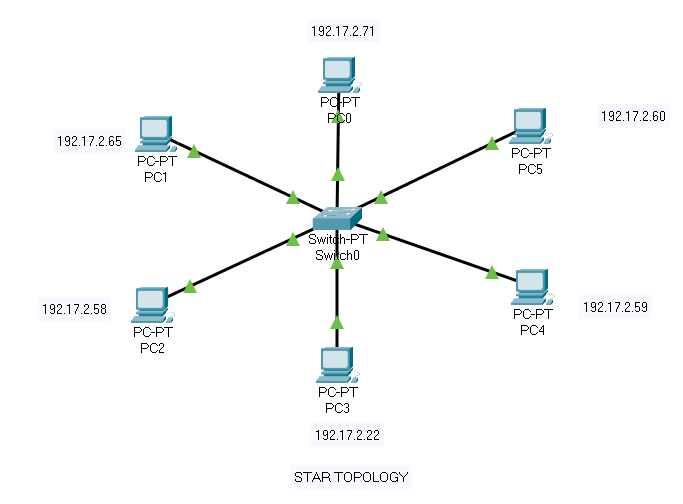 192.17.2.71
PC-PT
PC0
192.17.2.65
PC-PT
PC1
192.17.2.60
PC-PT
PC5
Switch-PT
Switch0
192.17.2.58
PC-PT
PC2
192.17.2.59
PC-PT
PC4
PC-PT
PC3
192.17.2.22
STAR TOPOLOGY